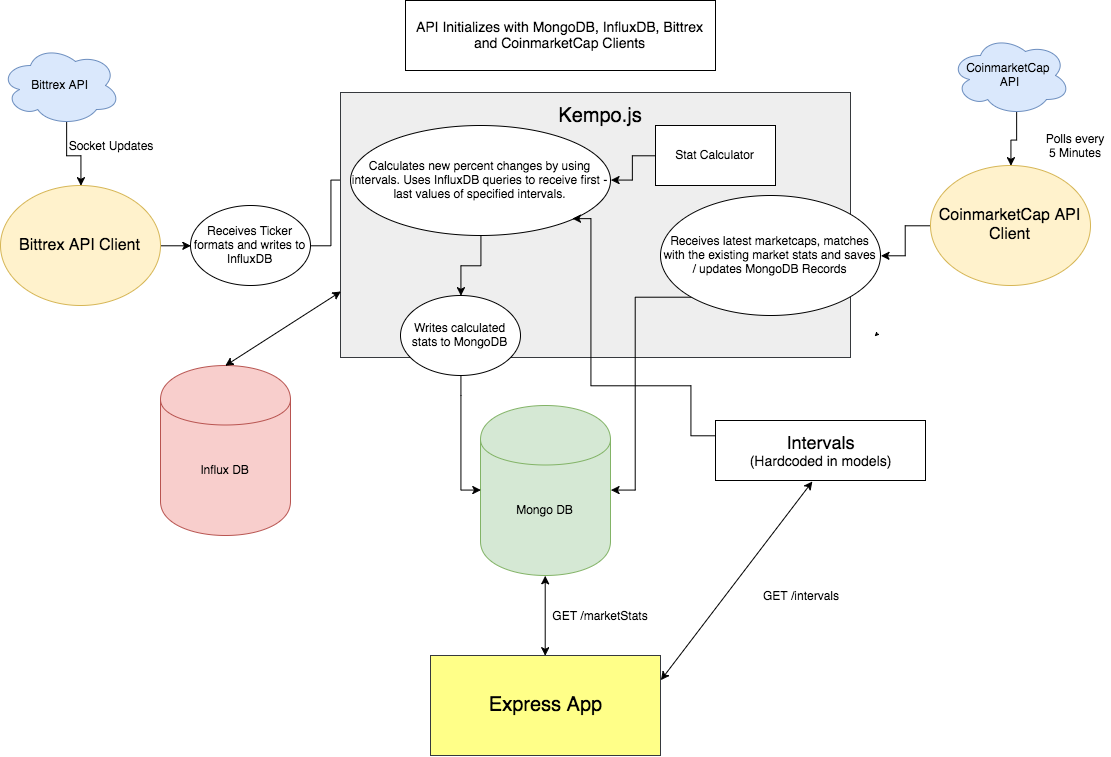 API Initializes with MongoDB, InfluxDB, Bittrex
and CoinmarketCap Clients
Bittrex API
CoinmarketCap
API
Socket Updates
Polls every
5 Minutes
Kempo.js
Calculates new percent changes by using
intervals. Uses InfluxDB queries to receive first -
last values of specified intervals.
Stat Calculator
Bittrex API Client
Receives Ticker
formats and writes to
InfluxDB
Receives latest marketcaps, matches
with the existing market stats and saves
/ updates MongoDB Records
CoinmarketCap API
Client
Writes calculated
stats to MongoDB
Influx DB
Mongo DB
Intervals
(Hardcoded in models)
GET /marketStats
GET /intervals
Express App